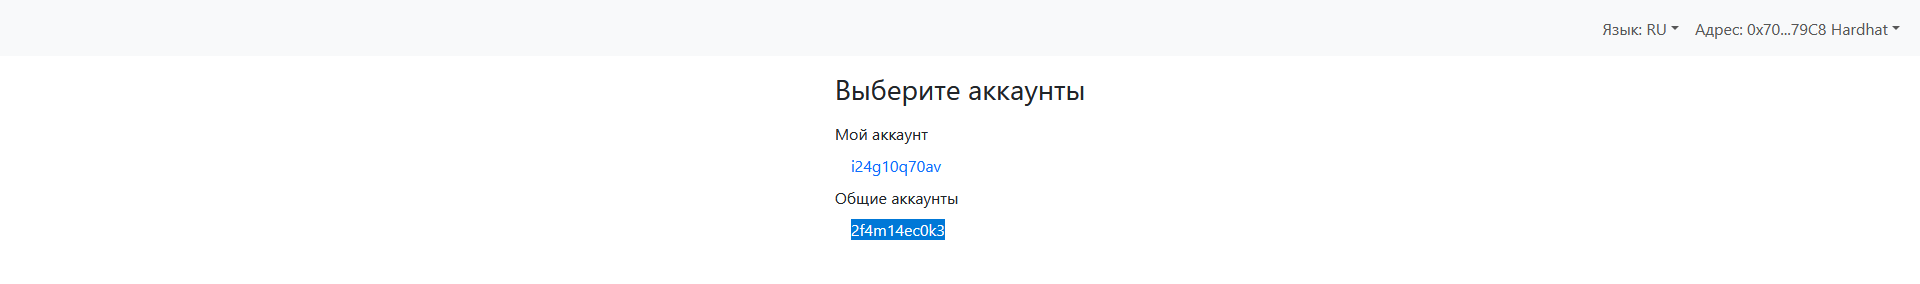 Язык: RU Адрес: 0x70...79C8 Hardhat
Выберите аккаунты
Мой аккаунт
i24g10q70av
Общие аккаунты
2f4m14ec0k3